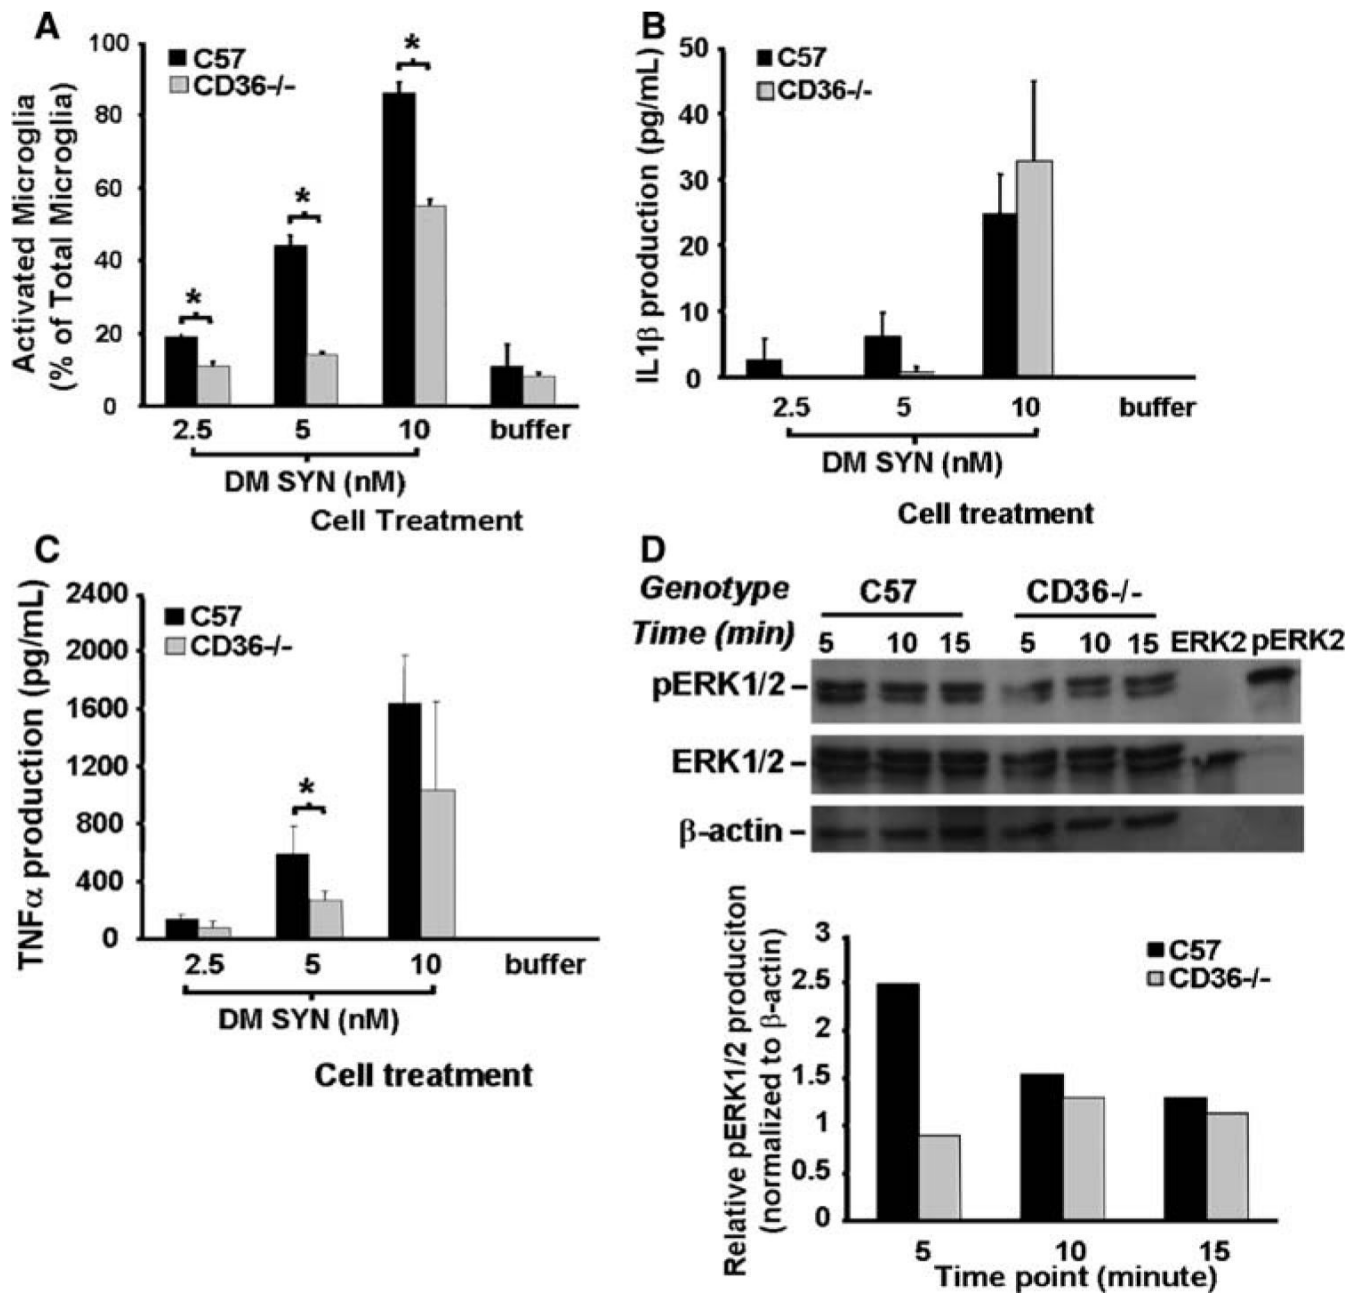 A
100
80
60
40
20
0
C57
CD36-/-
*
*
*
Activated Microglia
(% of Total Microglia)
2.5 5 10 buffer
DM SYN (nM)
Cell Treatment
B
50
40
30
20
10
0
C57
CD36-/-
IL1β production (pg/mL)
2.5 5 10 buffer
DM SYN (nM)
Cell treatment
C
2400
2000
1600
1200
800
400
0
C57
CD36-/-
*
TNFα production (pg/mL)
2.5 5 10 buffer
DM SYN (nM)
Cell treatment
D
Genotype C57 CD36-/-
Time (min) 5 10 15 5 10 15 ERK2 pERK2
pERK1/2 –
ERK1/2 –
β-actin –
3
2.5
2
1.5
1
0.5
0
C57
CD36-/-
Relative pERK1/2 produciton
(normalized to β-actin)
5 10 15
Time point (minute)